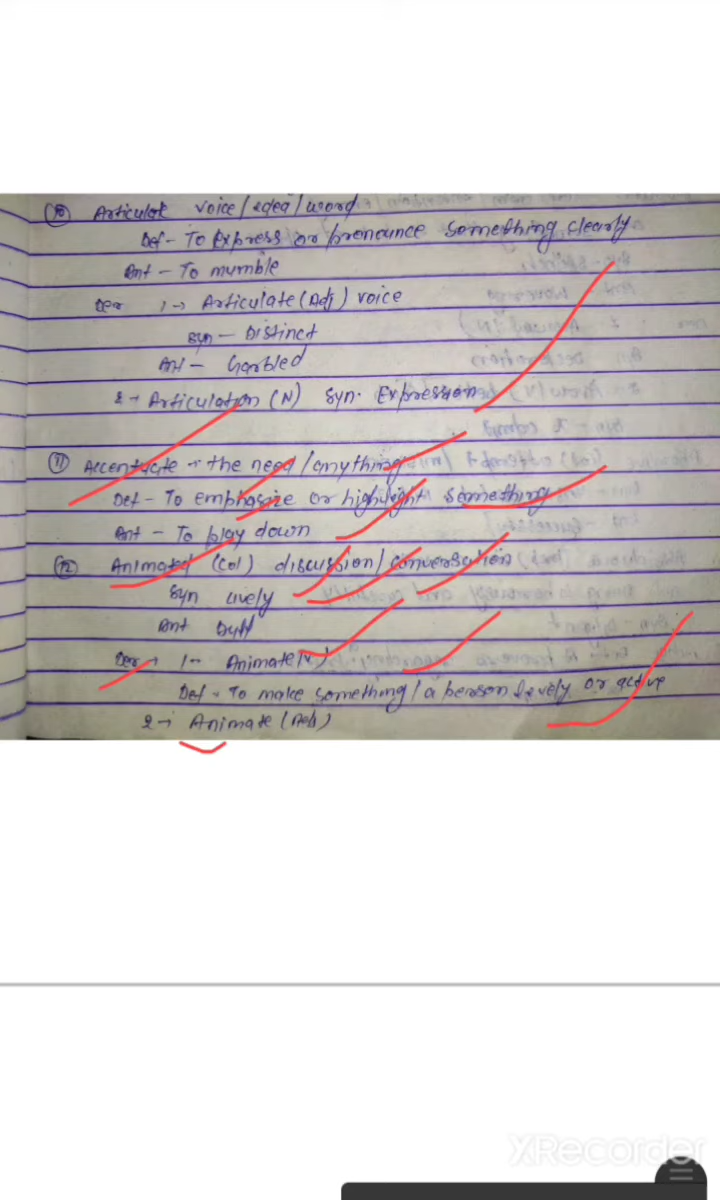 10 Articulate voice/idea/word
Def- To Express or pronounce something clearly
Ant - To mumble
Der 1→ Articulate (Adj) voice
Syn - Distinct
Ant - Garbled
2→ Articulation (N) Syn. Expression
11 Accentuate the need/anything
Def- To emphasize or highlight something
Ant - To play down
12 Animated (Col) discussion/conversation
Syn lively
Ant Dull
Der → 1- Animate(v)
Def - To make something/a person lively or active
2→ Animate (Adj)
XRecorder